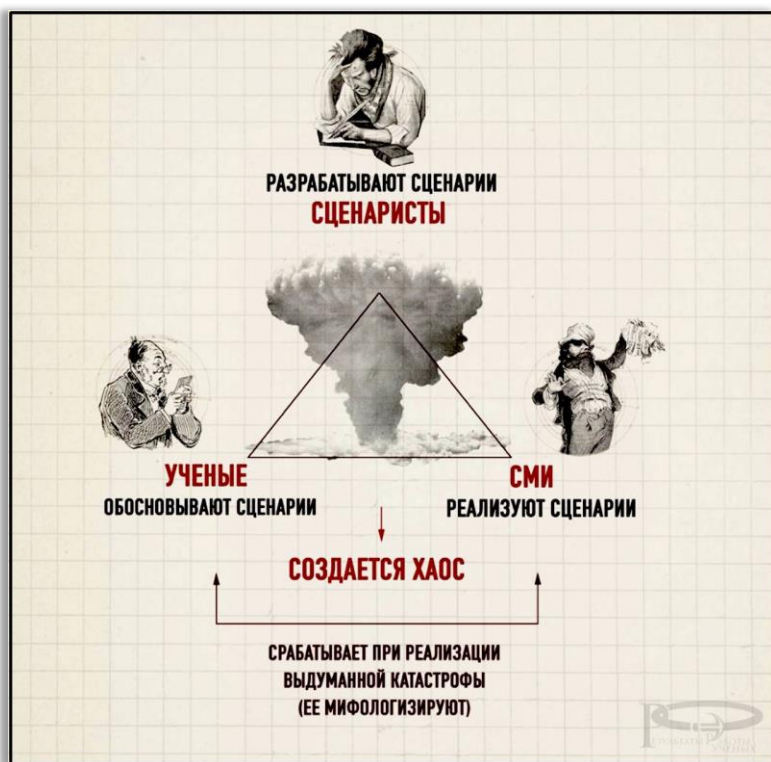 РАЗРАБАТЫВАЮТ СЦЕНАРИИ
СЦЕНАРИСТЫ
УЧЕНЫЕ
ОБОСНОВЫВАЮТ СЦЕНАРИИ
СМИ
РЕАЛИЗУЮТ СЦЕНАРИИ
СОЗДАЕТСЯ ХАОС
СРАБАТЫВАЕТ ПРИ РЕАЛИЗАЦИИ
ВЫДУМАННОЙ КАТАСТРОФЫ
(ЕЕ МИФОЛОГИЗИРУЮТ)